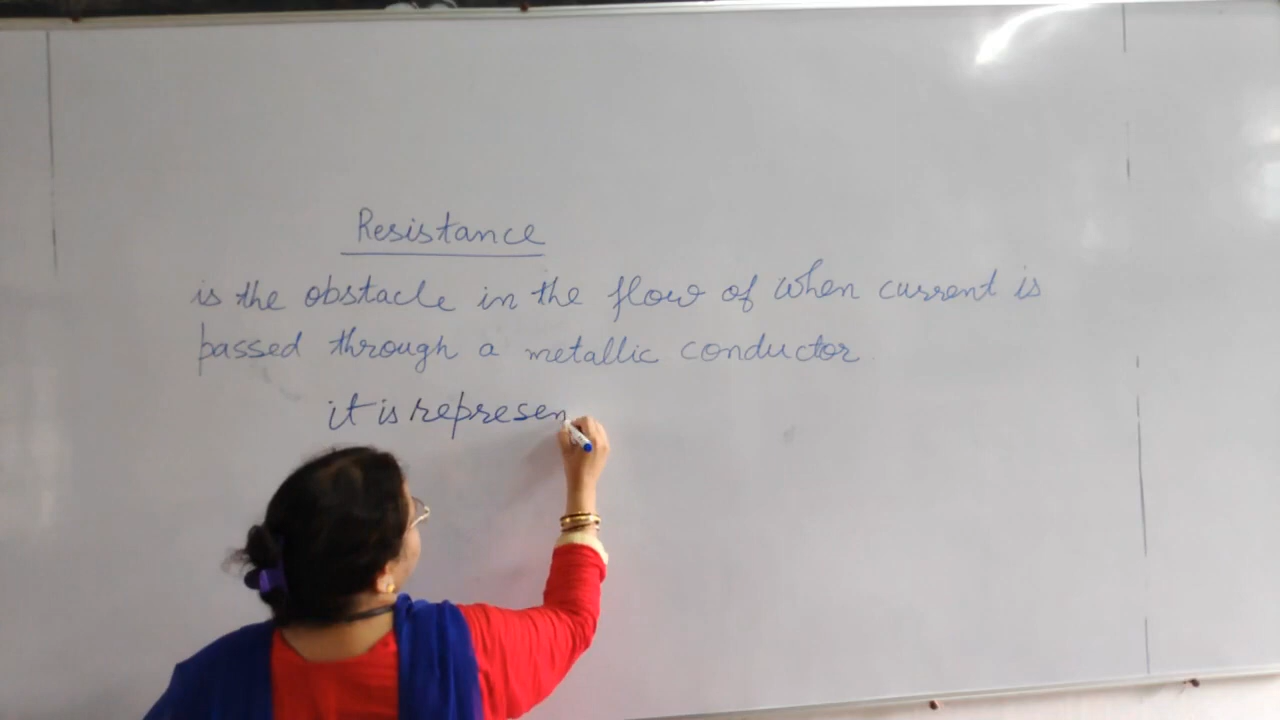 Resistance
is the obstacle in the flow of when current is
passed through a metallic conductor
it is represen